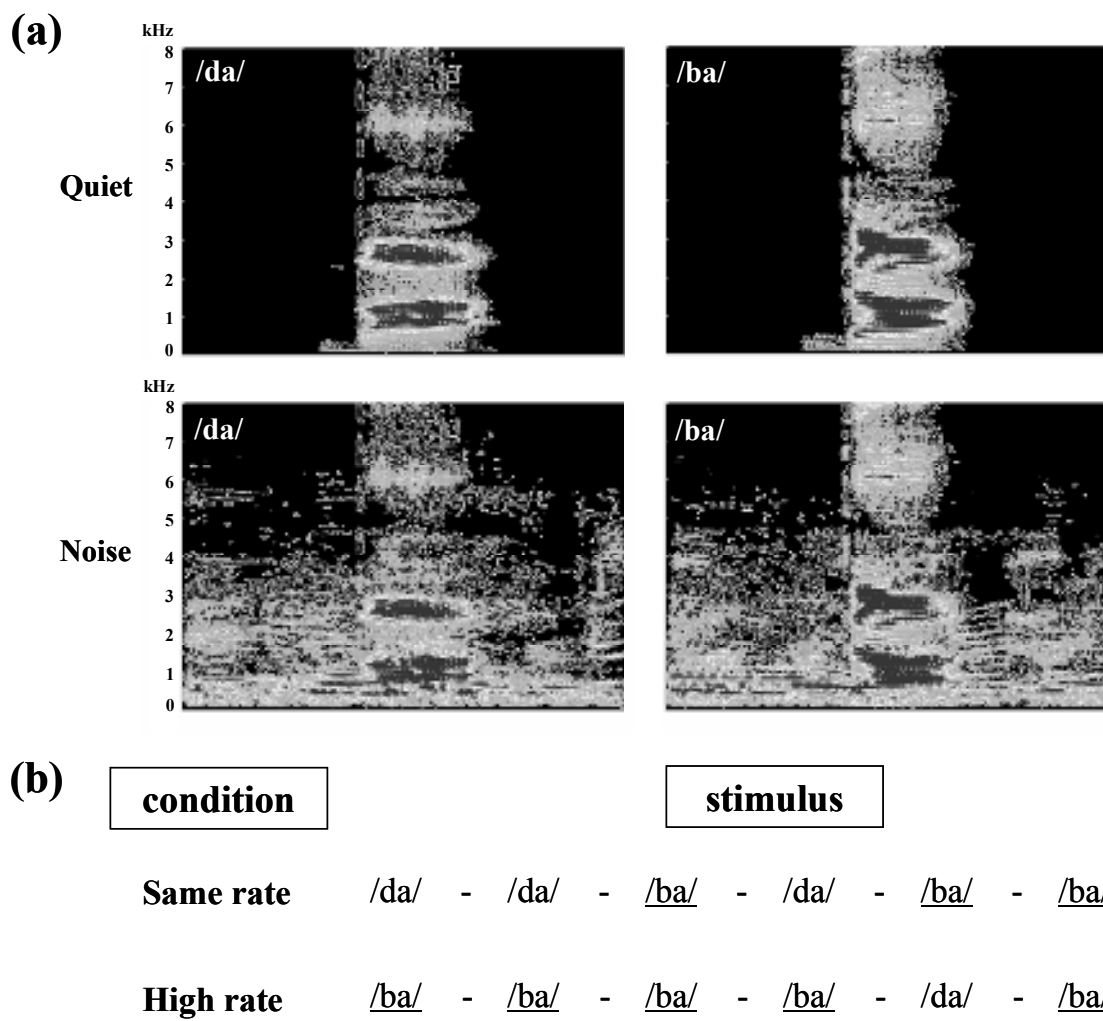 (a)
kHz
8
7
6
5
4
3
2
1
0
/da/
/ba/
Quiet
kHz
8
7
6
5
4
3
2
1
0
/da/
/ba/
Noise
(b)
condition
stimulus
Same rate /da/ - /da/ - /ba/ - /da/ - /ba/ - /ba/
High rate /ba/ - /ba/ - /ba/ - /ba/ - /da/ - /ba/